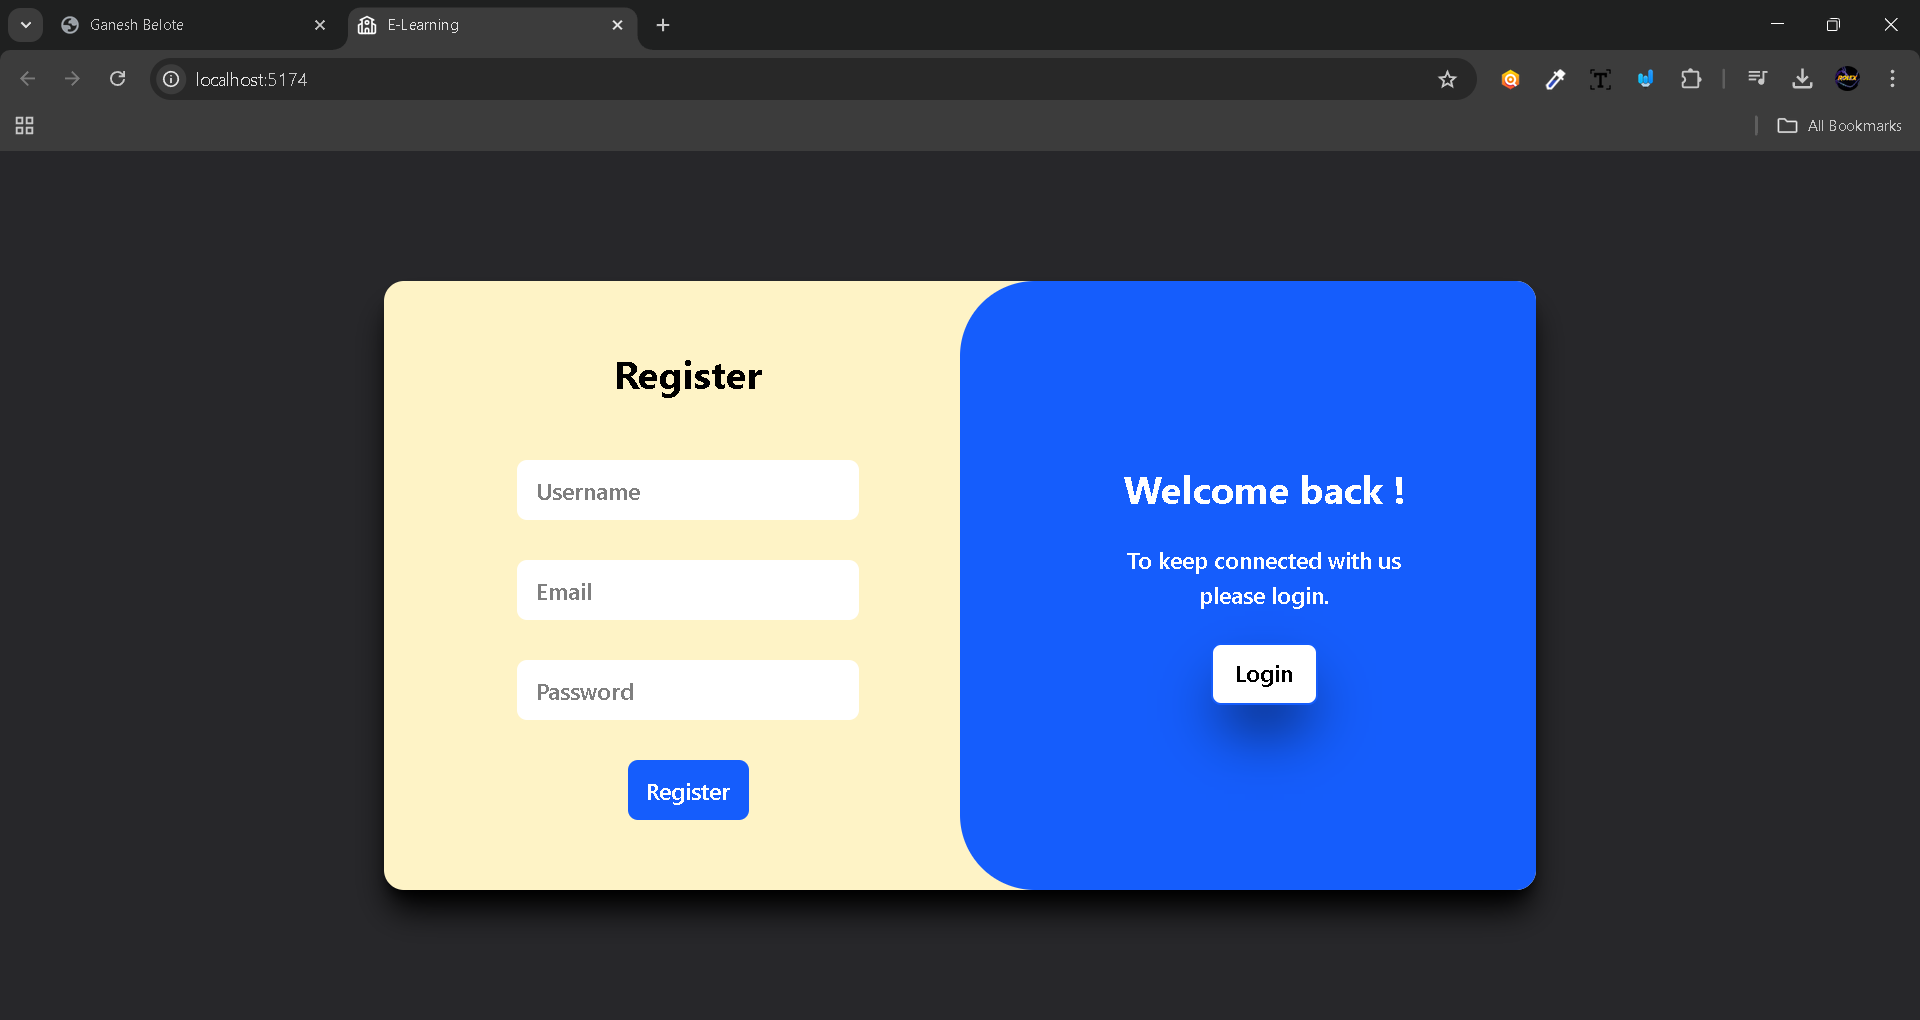 Ganesh Belote
E-Learning
localhost:5174
All Bookmarks
Register
Username
Email
Password
Register
Welcome back !
To keep connected with us
please login.
Login